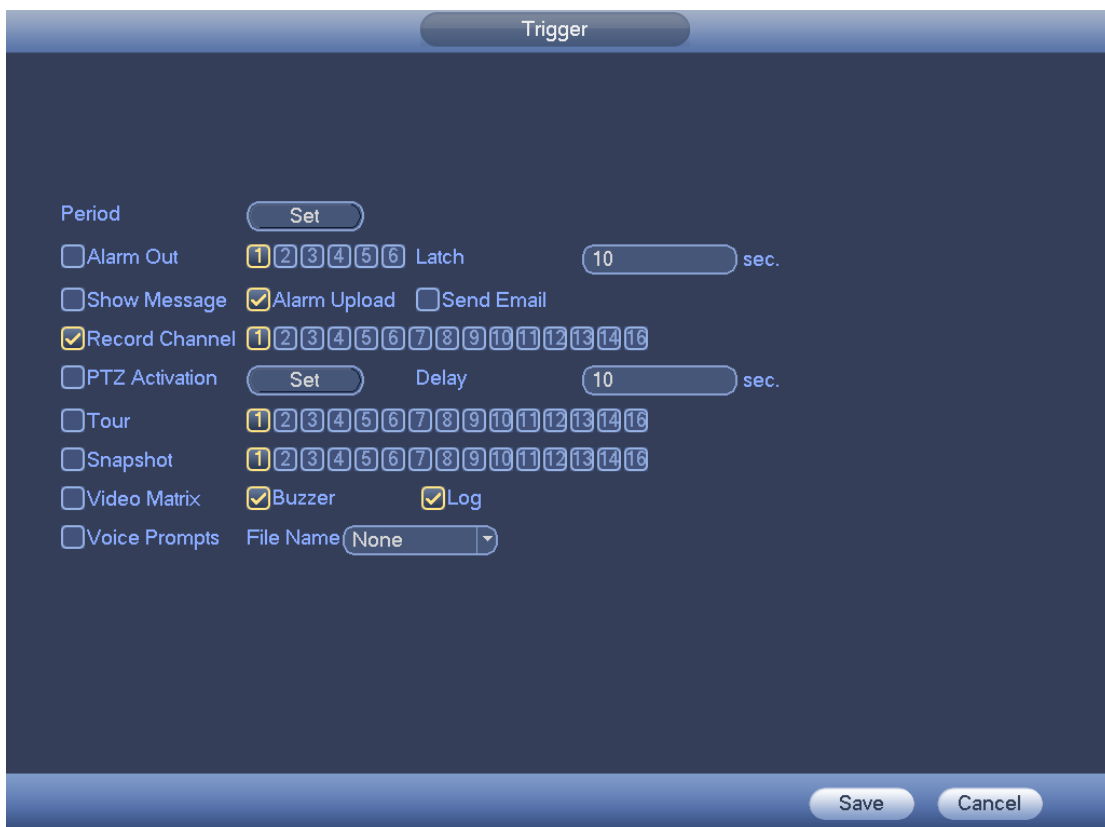 Trigger
Period Set
Alarm Out 1 2 3 4 5 6 Latch 10 sec.
Show Message Alarm Upload Send Email
Record Channel 1 2 3 4 5 6 7 8 9 10 11 12 13 14 16
PTZ Activation Set Delay 10 sec.
Tour 1 2 3 4 5 6 7 8 9 10 11 12 13 14 16
Snapshot 1 2 3 4 5 6 7 8 9 10 11 12 13 14 16
Video Matrix Buzzer Log
Voice Prompts File Name None
Save Cancel